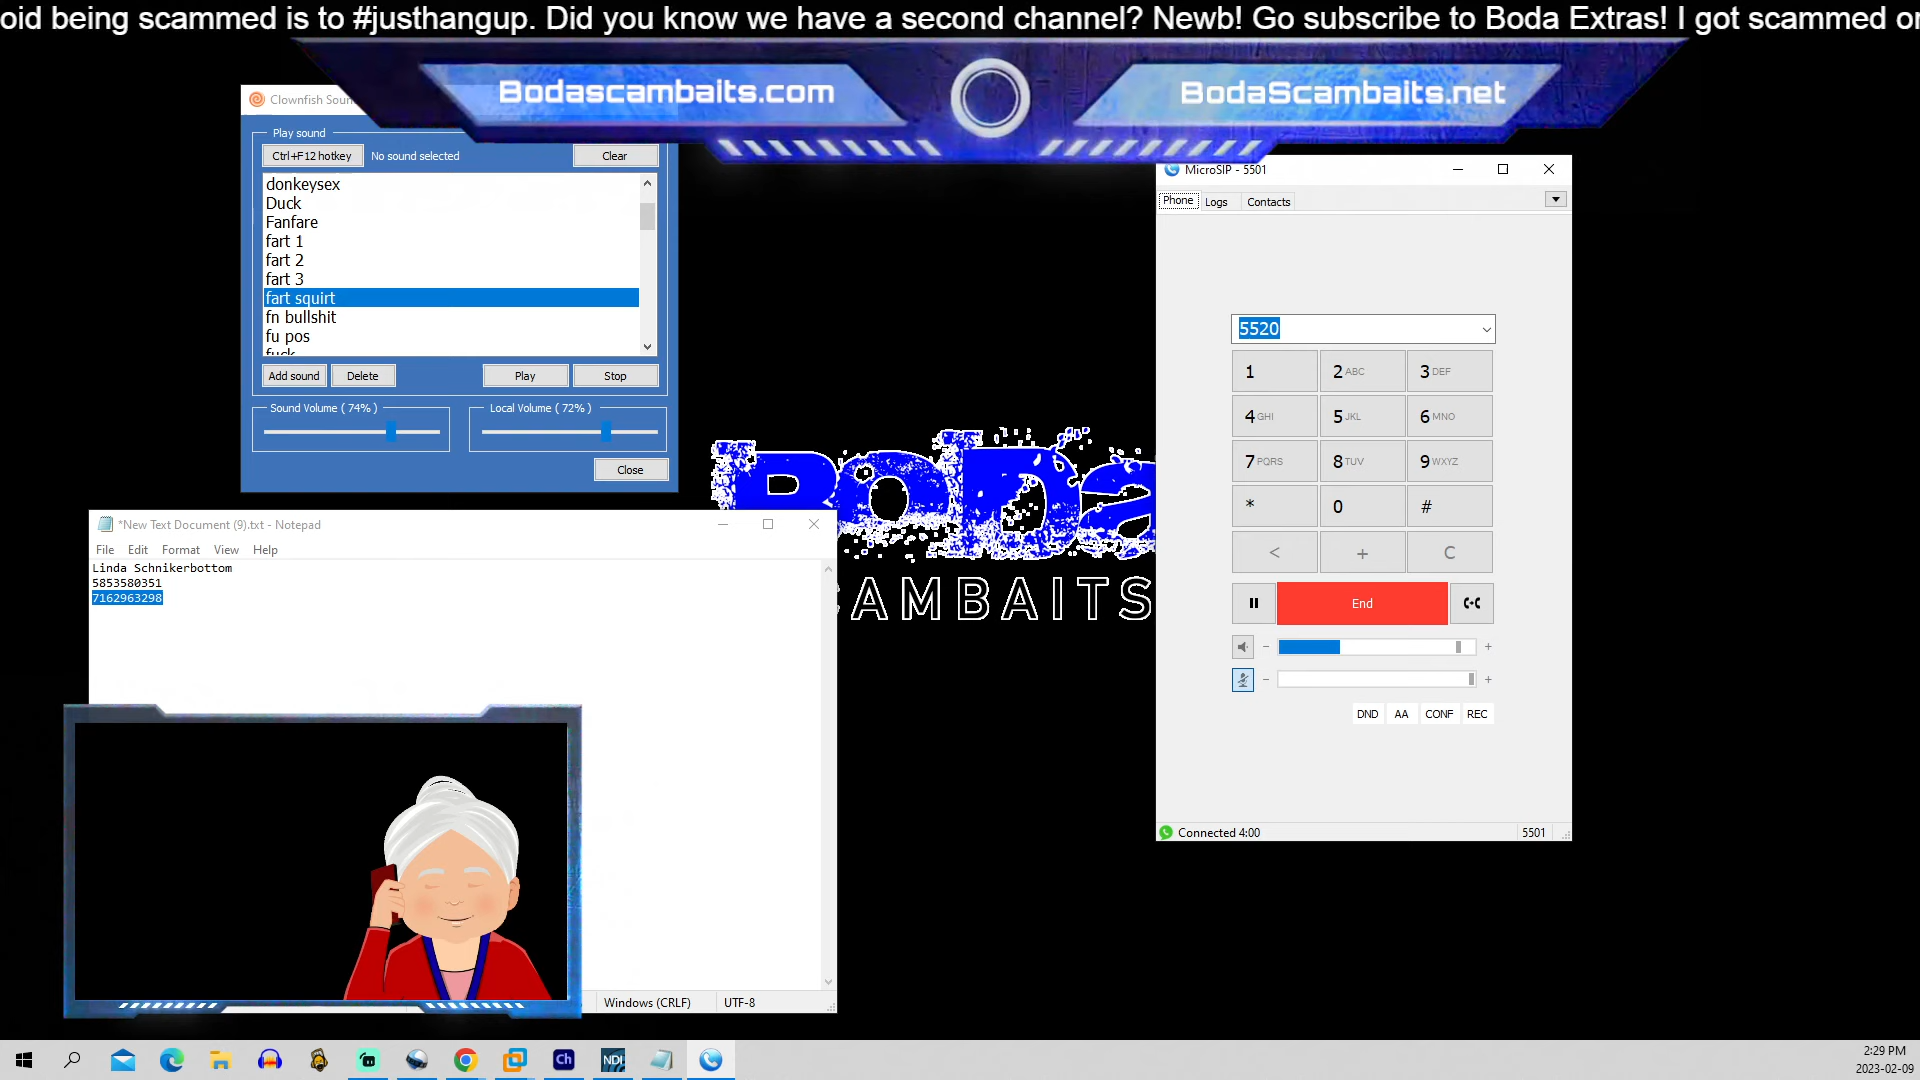 oid being scammed is to #justhangup. Did you know we have a second channel? Newb! Go subscribe to Boda Extras! I got scammed or
Bodascambaits.com
BodaScambaits.net
Clownfish Soun
Play sound
Ctrl+F12 hotkey
No sound selected
Clear
donkeysex
Duck
Fanfare
fart 1
fart 2
fart 3
fart squirt
fn bullshit
fu pos
fuck
Add sound
Delete
Play
Stop
Sound Volume ( 74% )
Local Volume ( 72% )
Close
*New Text Document (9).txt - Notepad
File Edit Format View Help
Linda Schnikerbottom
5853580351
7162963298
Windows (CRLF)
UTF-8
BoDa
CAMBAITS
MicroSIP - 5501
Phone Logs Contacts
5520
1
2 ABC
3 DEF
4 GHI
5 JKL
6 MNO
7 PQRS
8 TUV
9 WXYZ
*
0
#
<
+
C
End
- +
- +
DND AA CONF REC
Connected 4:00
5501
Ch
NDI
2:29 PM
2023-02-09